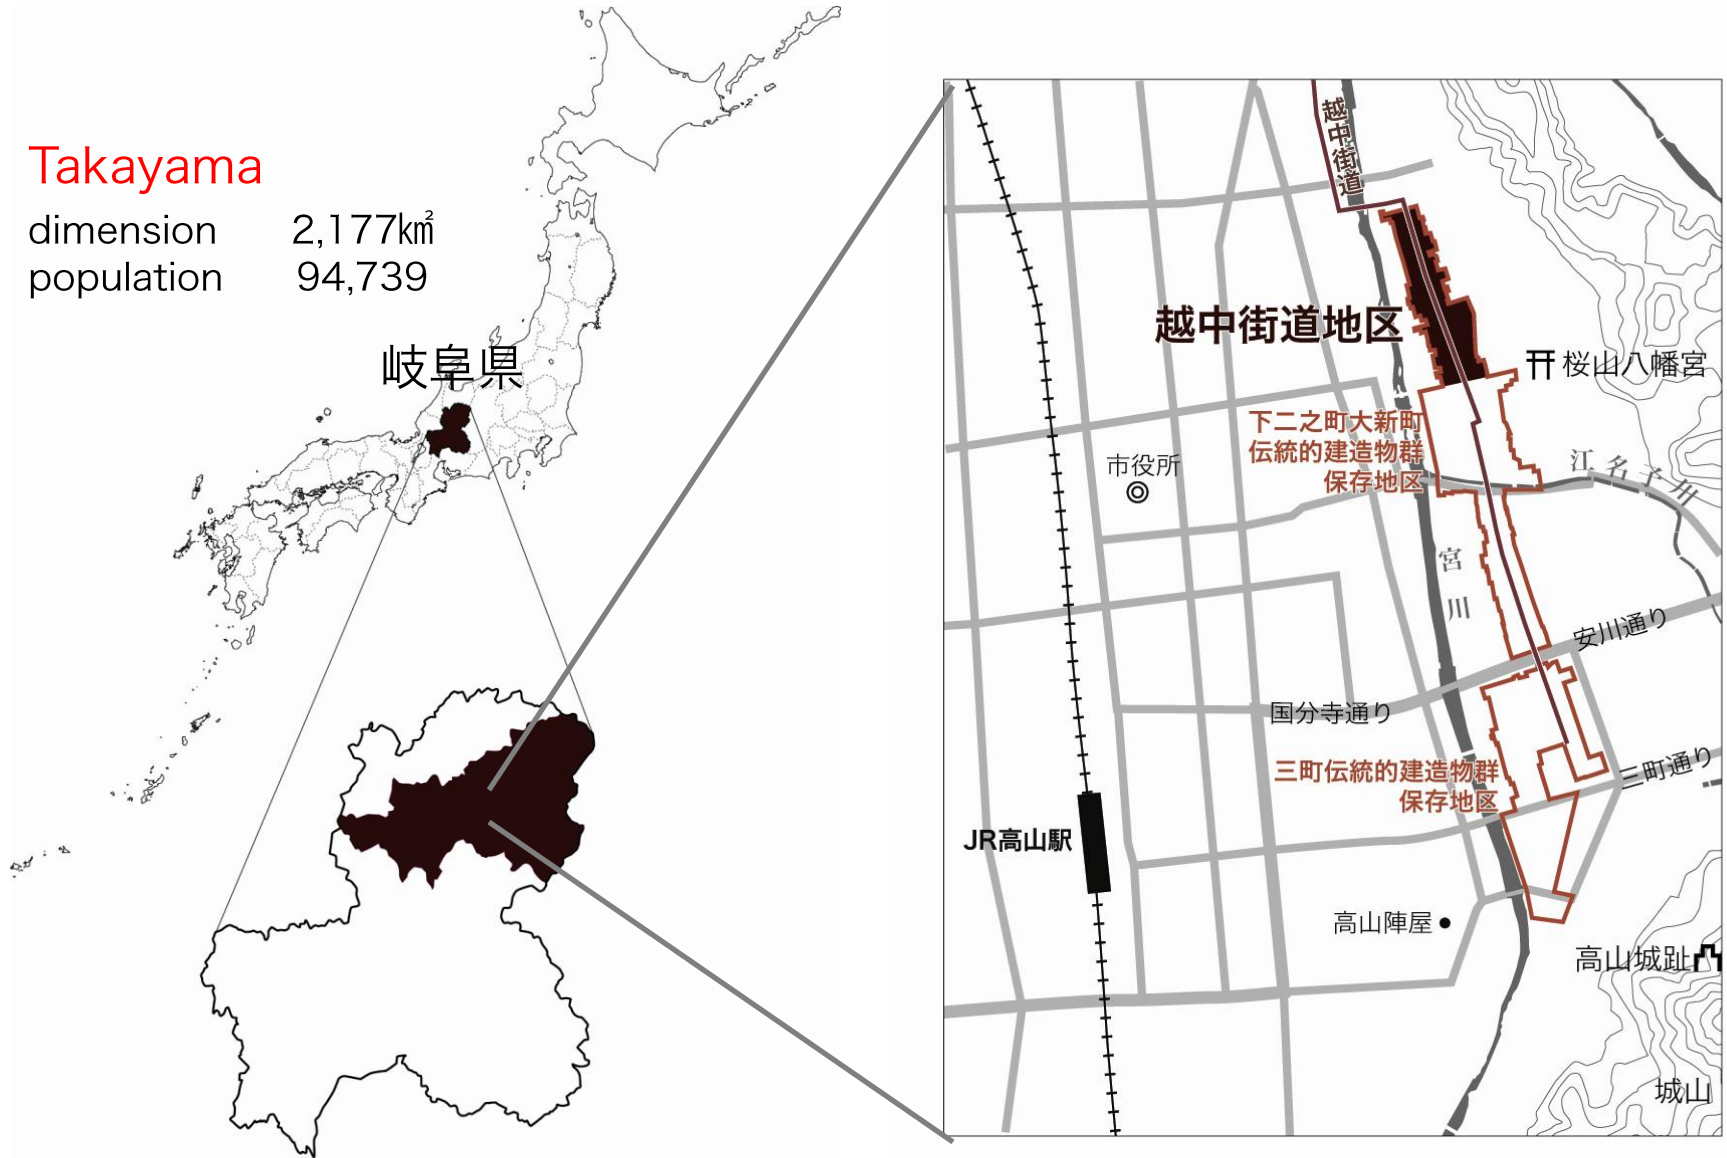 Takayama
dimension 2,177㎢
population 94,739
岐阜県
越中街道
越中街道地区
桜山八幡宮
下二之町大新町
伝統的建造物群
保存地区
市役所
江名子川
宮川
安川通り
国分寺通り
三町伝統的建造物群
保存地区
三町通り
JR高山駅
高山陣屋
高山城趾
城山